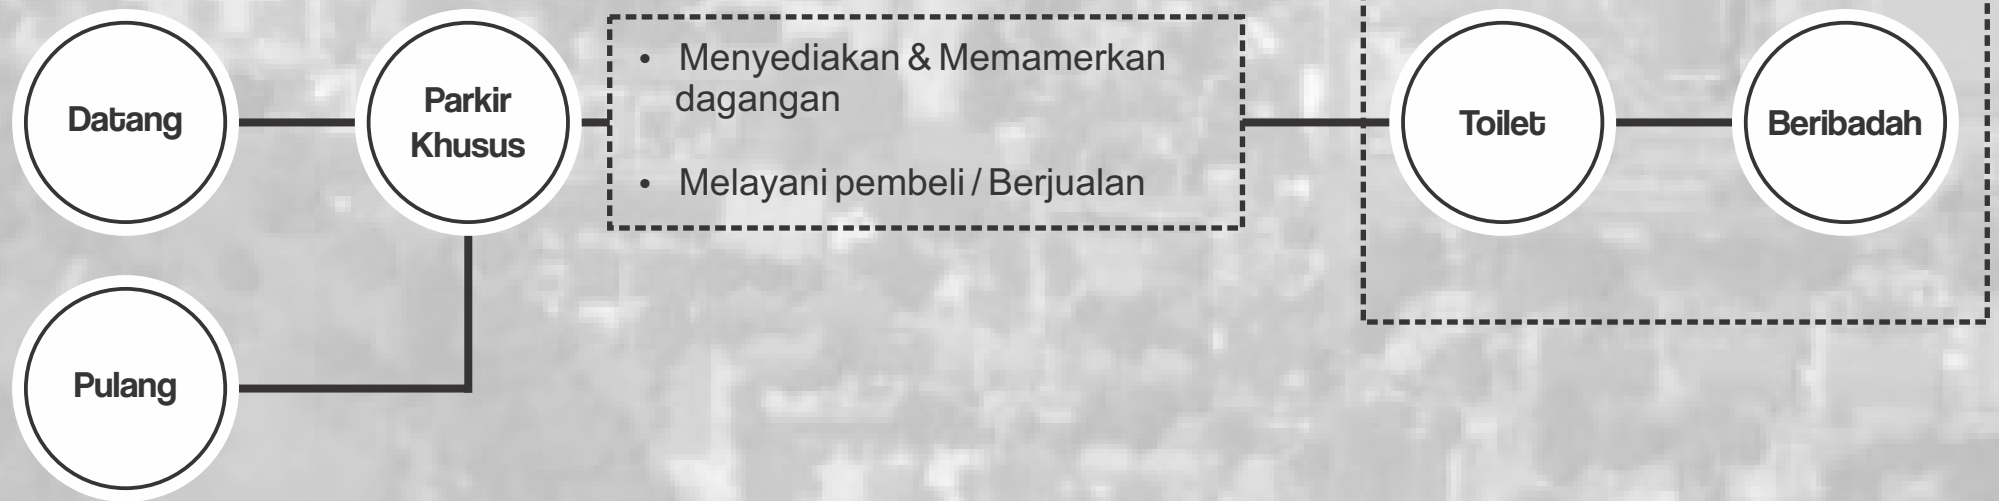 Datang
Parkir
Khusus
• Menyediakan & Memamerkan
dagangan
• Melayani pembeli / Berjualan
Toilet
Beribadah
Pulang